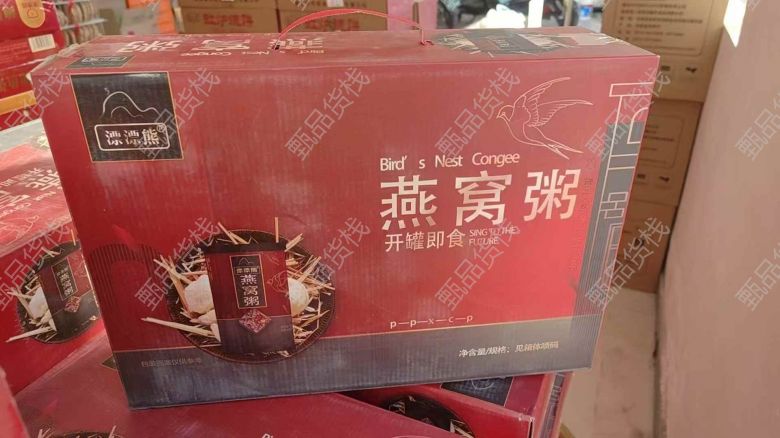 漂漂熊®
Bird's Nest Congee
燕窝粥
开罐即食
SING TO THE
FUTURE
漂漂熊
燕窝粥
p—p—x—c—p
包装图案仅供参考
净含量/规格：见箱体喷码
甄品货栈